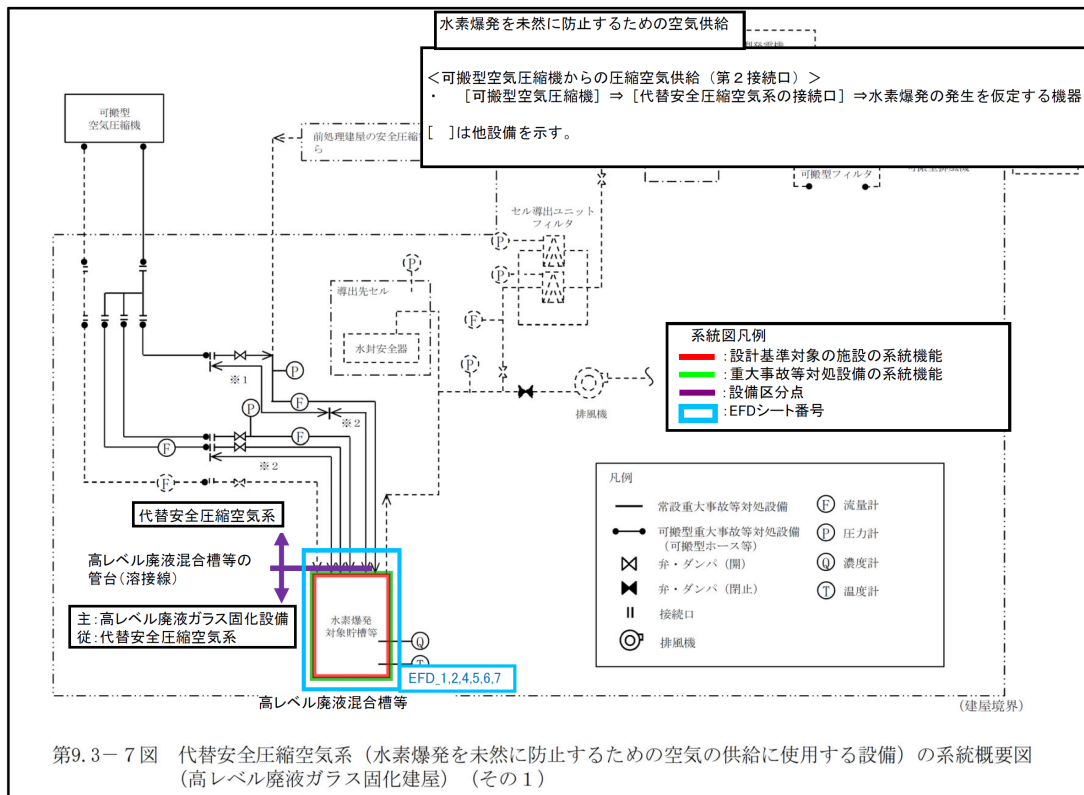 水素爆発を未然に防止するための空気供給
＜可搬型空気圧縮機からの圧縮空気供給（第２接続口）＞
・　［可搬型空気圧縮機］⇒［代替安全圧縮空気系の接続口］⇒水素爆発の発生を仮定する機器
［　］は他設備を示す。
可搬型
空気圧縮機
前処理建屋の安全圧縮
ら
可搬型フィルタ
セル導出ユニット
フィルタ
P
P
P
導出先セル
水封安全器
F
P
排風機
系統図凡例
:設計基準対象の施設の系統機能
:重大事故等対処設備の系統機能
:設備区分点
:EFDシート番号
※１
P
F
P
※２
F
F
※２
F
代替安全圧縮空気系
高レベル廃液混合槽等の
管台（溶接線）
主：高レベル廃液ガラス固化設備
従：代替安全圧縮空気系
水素爆発
対象貯槽等
Q
T
EFD_1,2,4,5,6,7
高レベル廃液混合槽等
凡例
常設重大事故等対処設備
可搬型重大事故等対処設備
（可搬型ホース等）
弁・ダンパ（開）
弁・ダンパ（閉止）
接続口
排風機
F 流量計
P 圧力計
Q 濃度計
T 温度計
（建屋境界）
第9.3－７図　代替安全圧縮空気系（水素爆発を未然に防止するための空気の供給に使用する設備）の系統概要図
（高レベル廃液ガラス固化建屋）（その１）